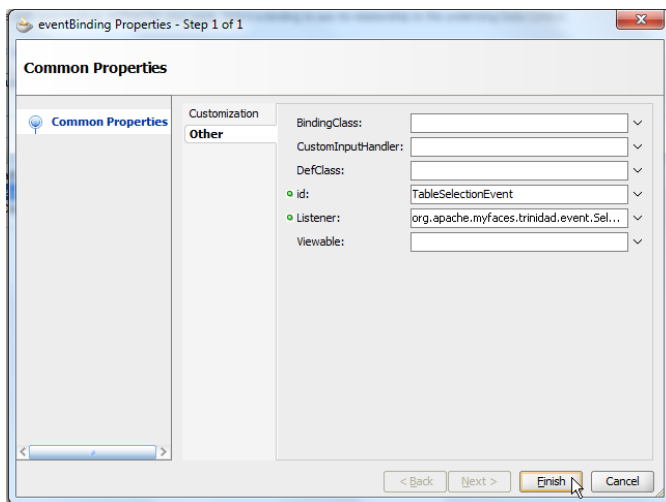 eventBinding Properties - Step 1 of 1
Common Properties
Common Properties
Customization
Other
BindingClass:
CustomInputHandler:
DefClass:
id: TableSelectionEvent
Listener: org.apache.myfaces.trinidad.event.Sel...
Viewable:
< Back Next > Finish Cancel